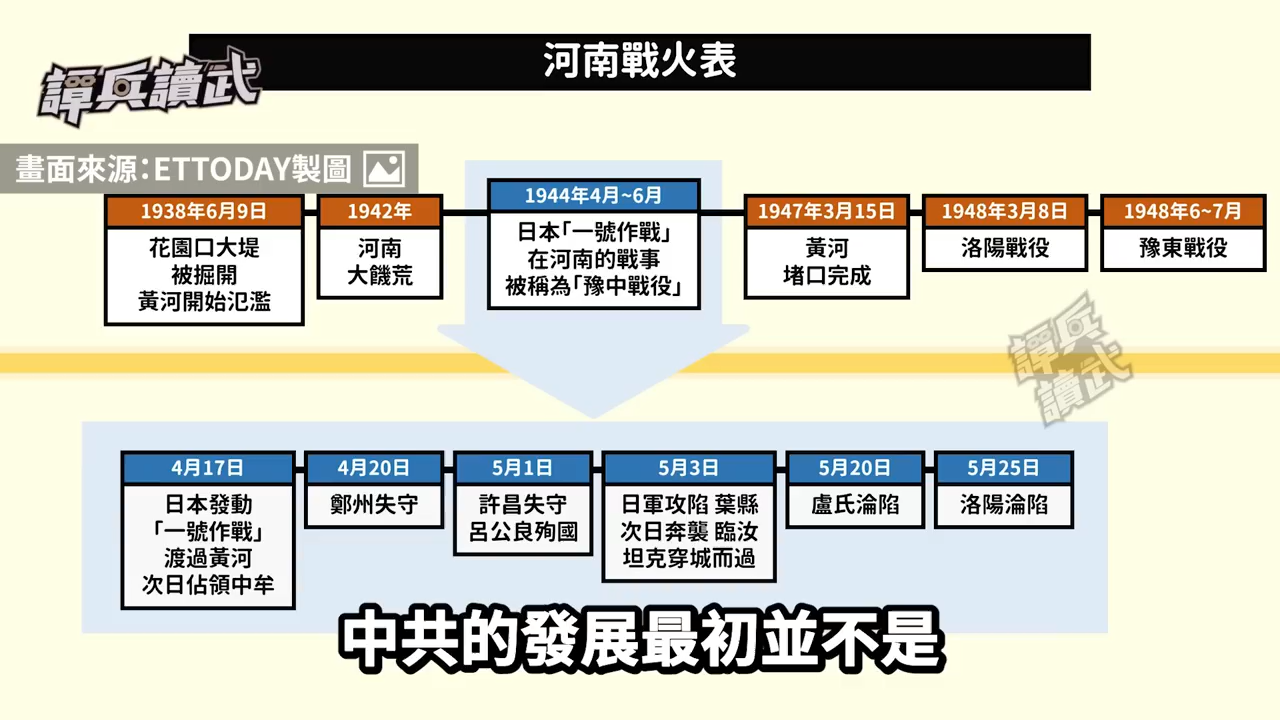 河南戰火表
譚兵讀武
畫面來源：ETTODAY製圖
1938年6月9日
花園口大堤
被掘開
黃河開始氾濫
1942年
河南
大饑荒
1944年4月~6月
日本「一號作戰」
在河南的戰事
被稱為「豫中戰役」
1947年3月15日
黃河
堵口完成
1948年3月8日
洛陽戰役
1948年6~7月
豫東戰役
譚兵
讀武
4月17日
日本發動
「一號作戰」
渡過黃河
次日佔領中牟
4月20日
鄭州失守
5月1日
許昌失守
呂公良殉國
5月3日
日軍攻陷 葉縣
次日奔襲 臨汝
坦克穿城而過
5月20日
盧氏淪陷
5月25日
洛陽淪陷
中共的發展最初並不是